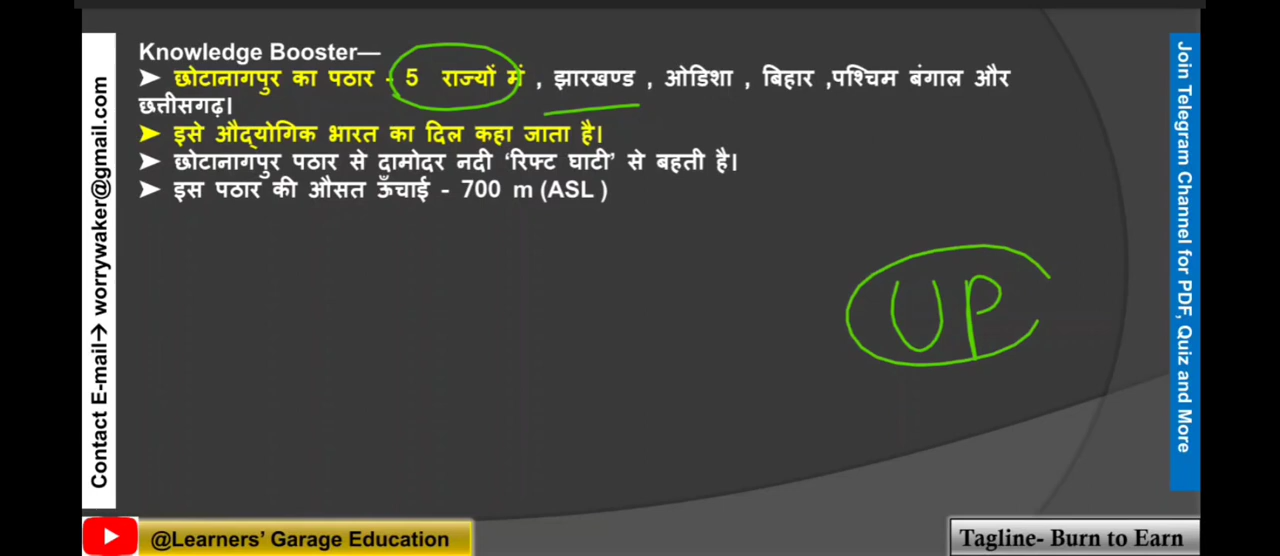 Knowledge Booster—
➤ छोटानागपुर का पठार - 5 राज्यों में , झारखण्ड , ओडिशा , बिहार ,पश्चिम बंगाल और
छत्तीसगढ़।
➤ इसे औद्योगिक भारत का दिल कहा जाता है।
➤ छोटानागपुर पठार से दामोदर नदी ‘रिफ्ट घाटी’ से बहती है।
➤ इस पठार की औसत ऊँचाई - 700 m (ASL )
UP
Contact E-mail→ worrywaker@gmail.com
Join Telegram Channel for PDF, Quiz and More
@Learners’ Garage Education
Tagline- Burn to Earn